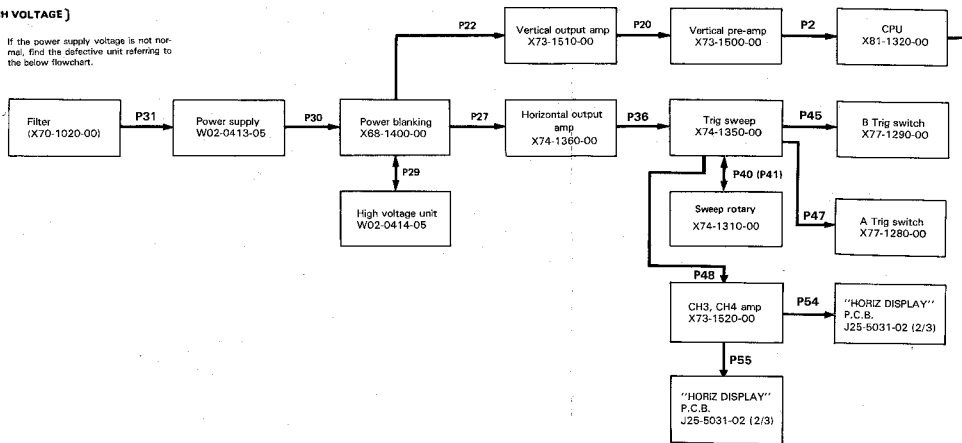 H VOLTAGE]
If the power supply voltage is not nor-
mal, find the defective unit referring to
the below flowchart.
P22
Vertical output amp
X73-1510-00
P20
Vertical pre-amp
X73-1500-00
P2
CPU
X81-1320-00
Filter
(X70-1020-00)
P31
Power supply
W02-0413-05
P30
Power blanking
X68-1400-00
P27
Horizontal output
amp
X74-1360-00
P36
Trig sweep
X74-1350-00
P45
B Trig switch
X77-1290-00
P29
High voltage unit
W02-0414-05
P40 (P41)
Sweep rotary
X74-1310-00
P47
A Trig switch
X77-1280-00
P48
CH3, CH4 amp
X73-1520-00
P54
"HORIZ DISPLAY"
P.C.B.
J25-5031-02 (2/3)
P55
"HORIZ DISPLAY"
P.C.B.
J25-5031-02 (2/3)